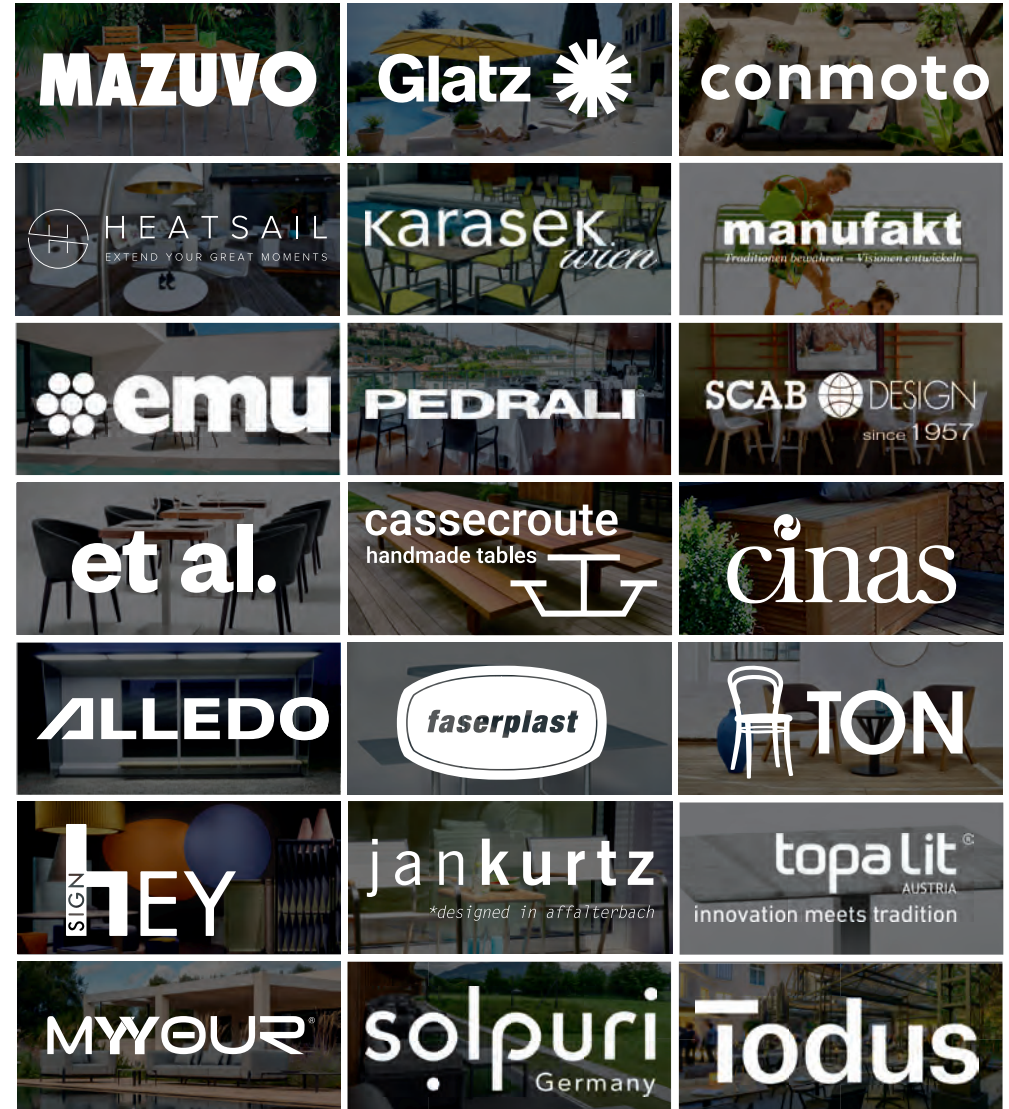 MAZUVO
Glatz
conmoto
HEATSAIL
EXTEND YOUR GREAT MOMENTS
karasek
wien
manufakt
Traditionen bewahren – Visionen entwickeln
emu
PEDRALI
SCAB DESIGN
since 1957
et al.
cassecroute
handmade tables
cinas
ALLEDO
faserplast
TON
SIGN
hEY
jankurtz
*designed in affalterbach
topalit®
AUSTRIA
innovation meets tradition
MYYOUR®
solpuri
Germany
Todus